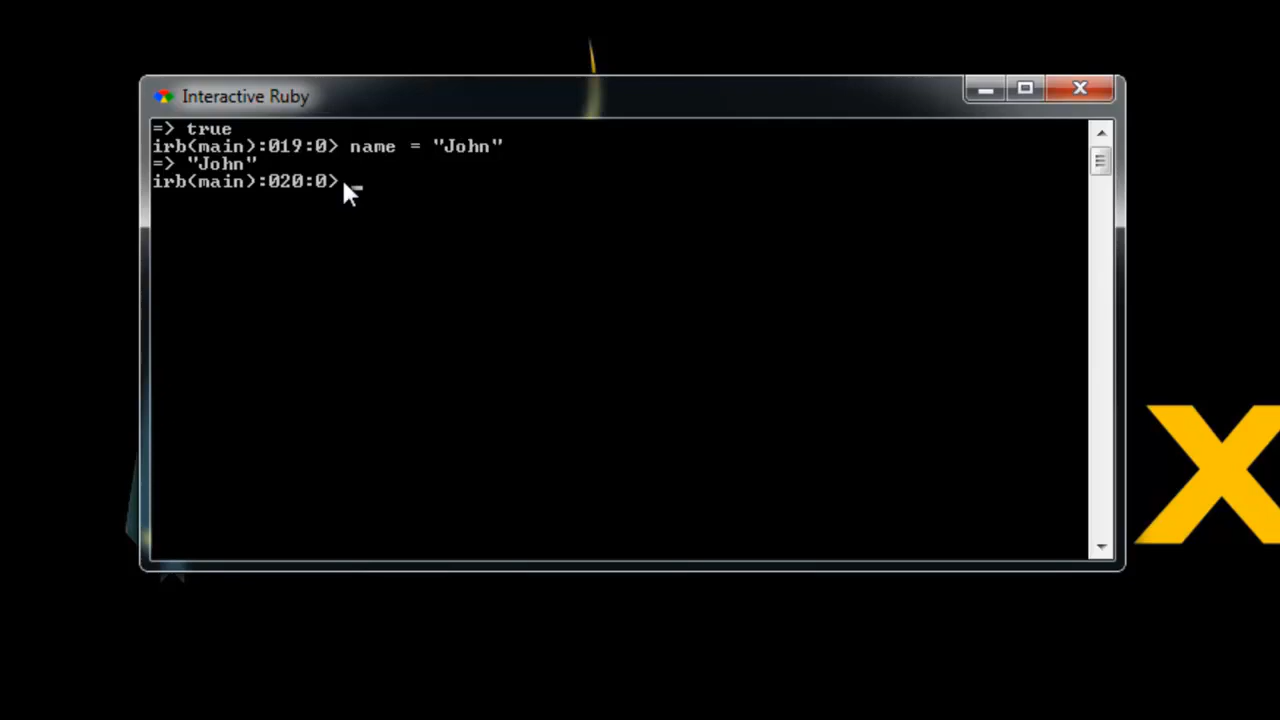 Interactive Ruby
=> true
irb(main):019:0> name = "John"
=> "John"
irb(main):020:0> _
X